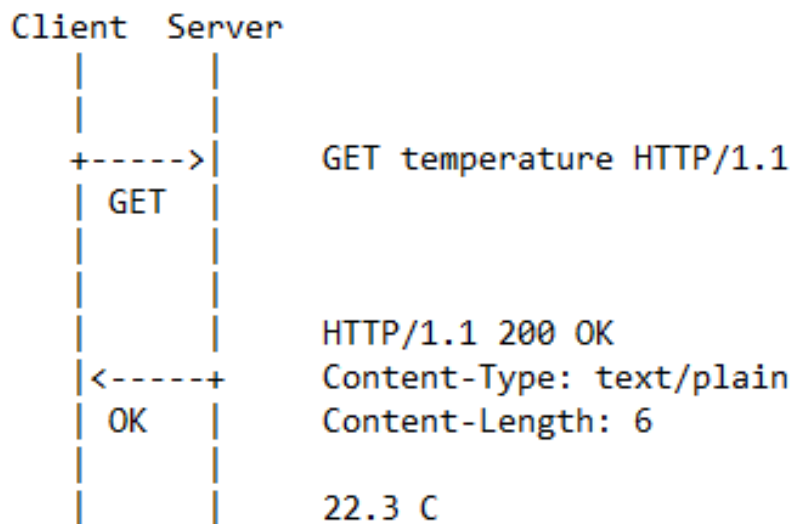 Client  Server
   |      |
   |      |
   +----->|     GET temperature HTTP/1.1
   | GET  |
   |      |
   |      |
   |      |     HTTP/1.1 200 OK
   |<-----+     Content-Type: text/plain
   | OK   |     Content-Length: 6
   |      |
   |      |     22.3 C